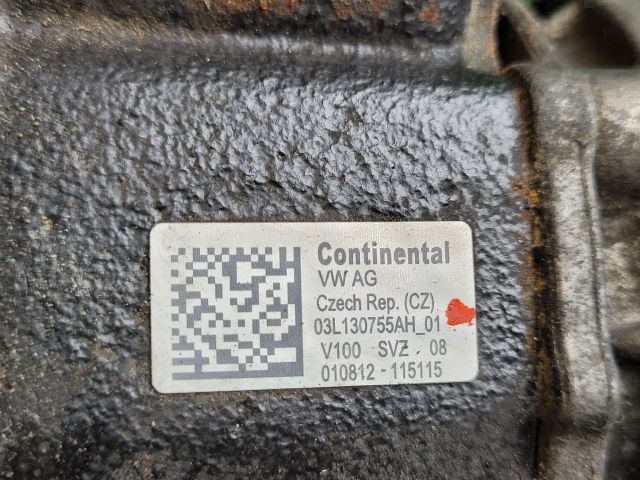 Continental
VW AG
Czech Rep. (CZ)
03L130755AH_01
V100 SVZ 08
010812 - 115115